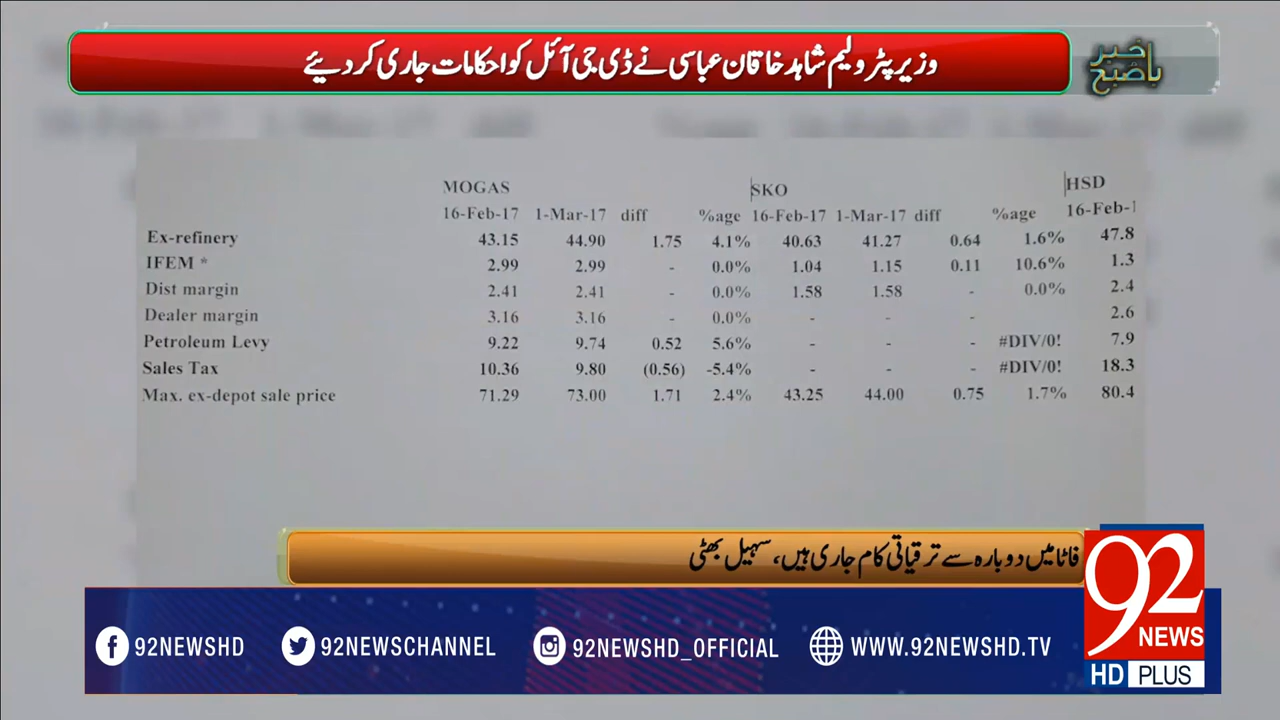 وزیر پٹرولیم شاہد خاقان عباسی نے ڈی جی آئل کو احکامات جاری کر دیئے
باخبر صبح
MOGAS SKO HSD
16-Feb-17 1-Mar-17 diff %age 16-Feb-17 1-Mar-17 diff %age 16-Feb-1
Ex-refinery 43.15 44.90 1.75 4.1% 40.63 41.27 0.64 1.6% 47.8
IFEM * 2.99 2.99 - 0.0% 1.04 1.15 0.11 10.6% 1.3
Dist margin 2.41 2.41 - 0.0% 1.58 1.58 - 0.0% 2.4
Dealer margin 3.16 3.16 - 0.0% - - - 2.6
Petroleum Levy 9.22 9.74 0.52 5.6% - - - #DIV/0! 7.9
Sales Tax 10.36 9.80 (0.56) -5.4% - - - #DIV/0! 18.3
Max. ex-depot sale price 71.29 73.00 1.71 2.4% 43.25 44.00 0.75 1.7% 80.4
فاٹا میں دوبارہ سے ترقیاتی کام جاری ہیں، سہیل بھٹی
92 NEWS
HD PLUS
92NEWSHD 92NEWSCHANNEL 92NEWSHD_OFFICIAL WWW.92NEWSHD.TV